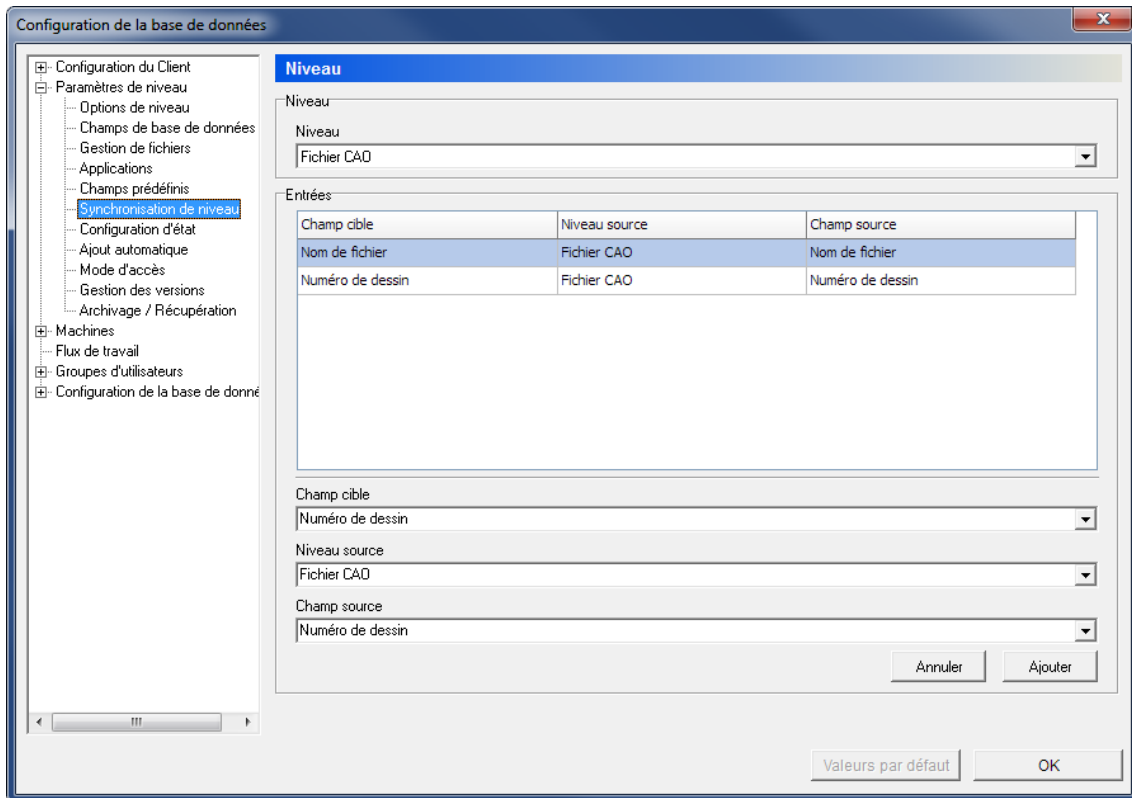 Configuration de la base de données
Configuration du Client
Paramètres de niveau
Options de niveau
Champs de base de données
Gestion de fichiers
Applications
Champs prédéfinis
Synchronisation de niveau
Configuration d'état
Ajout automatique
Mode d'accès
Gestion des versions
Archivage / Récupération
Machines
Flux de travail
Groupes d'utilisateurs
Configuration de la base de donné
Niveau
Niveau
Niveau
Fichier CAO
Entrées
Champ cible Niveau source Champ source
Nom de fichier Fichier CAO Nom de fichier
Numéro de dessin Fichier CAO Numéro de dessin
Champ cible
Numéro de dessin
Niveau source
Fichier CAO
Champ source
Numéro de dessin
Annuler Ajouter
Valeurs par défaut OK